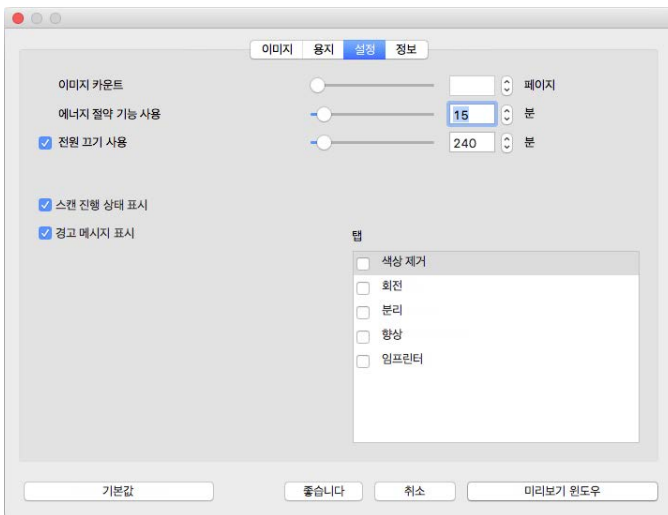 이미지 용지 설정 정보
이미지 카운트 페이지
에너지 절약 기능 사용 15 분
전원 끄기 사용 240 분
스캔 진행 상태 표시
경고 메시지 표시
탭
색상 제거
회전
분리
향상
임프린터
기본값 좋습니다 취소 미리보기 윈도우